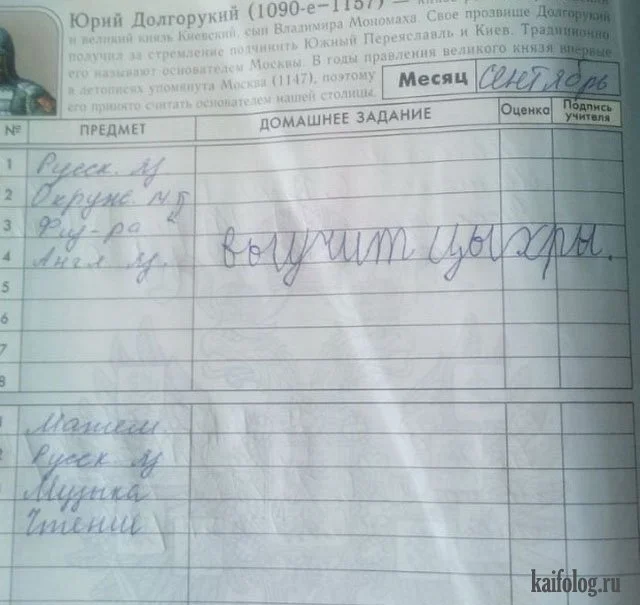 Юрий Долгорукий (1090-е–1157) — 
и великий князь Киевский, сын Владимира Мономаха. Свое прозвище Долгорукий
получил за стремление подчинить Южный Переяславль и Киев. Традиционно
его называют основателем Москвы. В годы правления великого князя впервые
в летописях упомянута Москва (1147), поэтому
его принято считать основателем нашей столицы.
Месяц сентябрь
№ ПРЕДМЕТ ДОМАШНЕЕ ЗАДАНИЕ Оценка Подпись учителя
1 Русск. яз
2 Окруж. м.
3 Физ-ра
4 Англ яз. выучит цыхры.
5
6
7
8
Матем
2 Русск. яз
Музыка
Чтение
kaifolog.ru